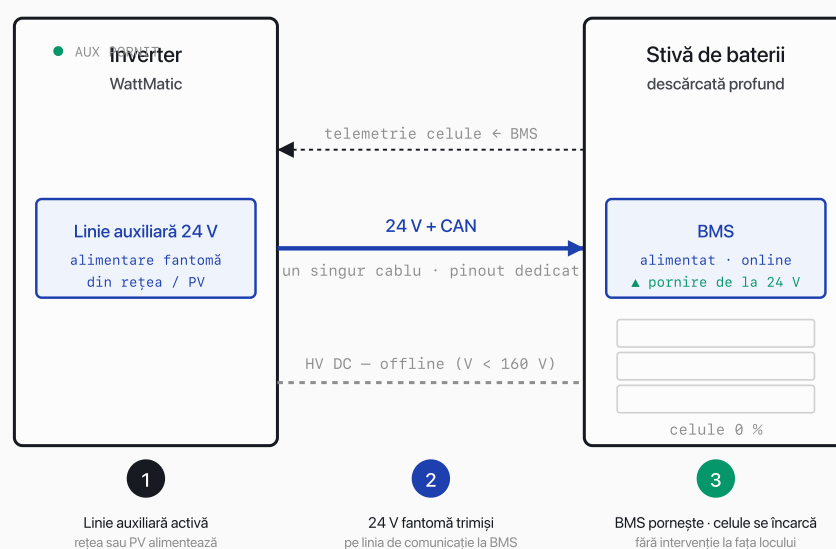 AUX PORNIT
Inverter
WattMatic
Stivă de baterii
descărcată profund
telemetrie celule ← BMS
Linie auxiliară 24 V
alimentare fantomă
din rețea / PV
24 V + CAN
un singur cablu · pinout dedicat
BMS
alimentat · online
▲ pornire de la 24 V
HV DC — offline (V < 160 V)
celule 0 %
1
Linie auxiliară activă
rețea sau PV alimentează
2
24 V fantomă trimiși
pe linia de comunicație la BMS
3
BMS pornește · celule se încarcă
fără intervenție la fața locului